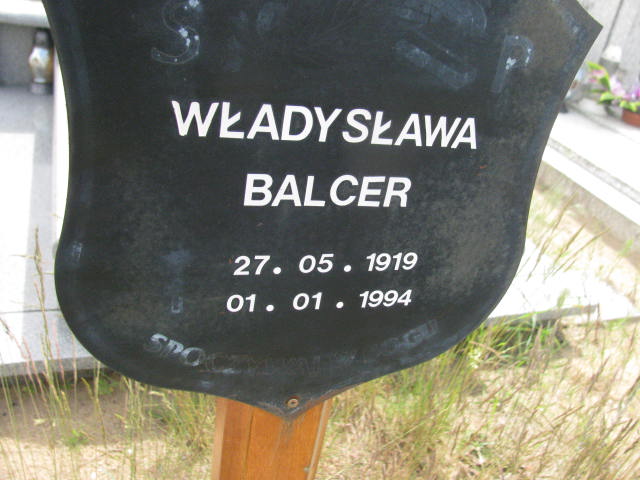 Ś P
WŁADYSŁAWA
BALCER
27. 05. 1919
01. 01. 1994